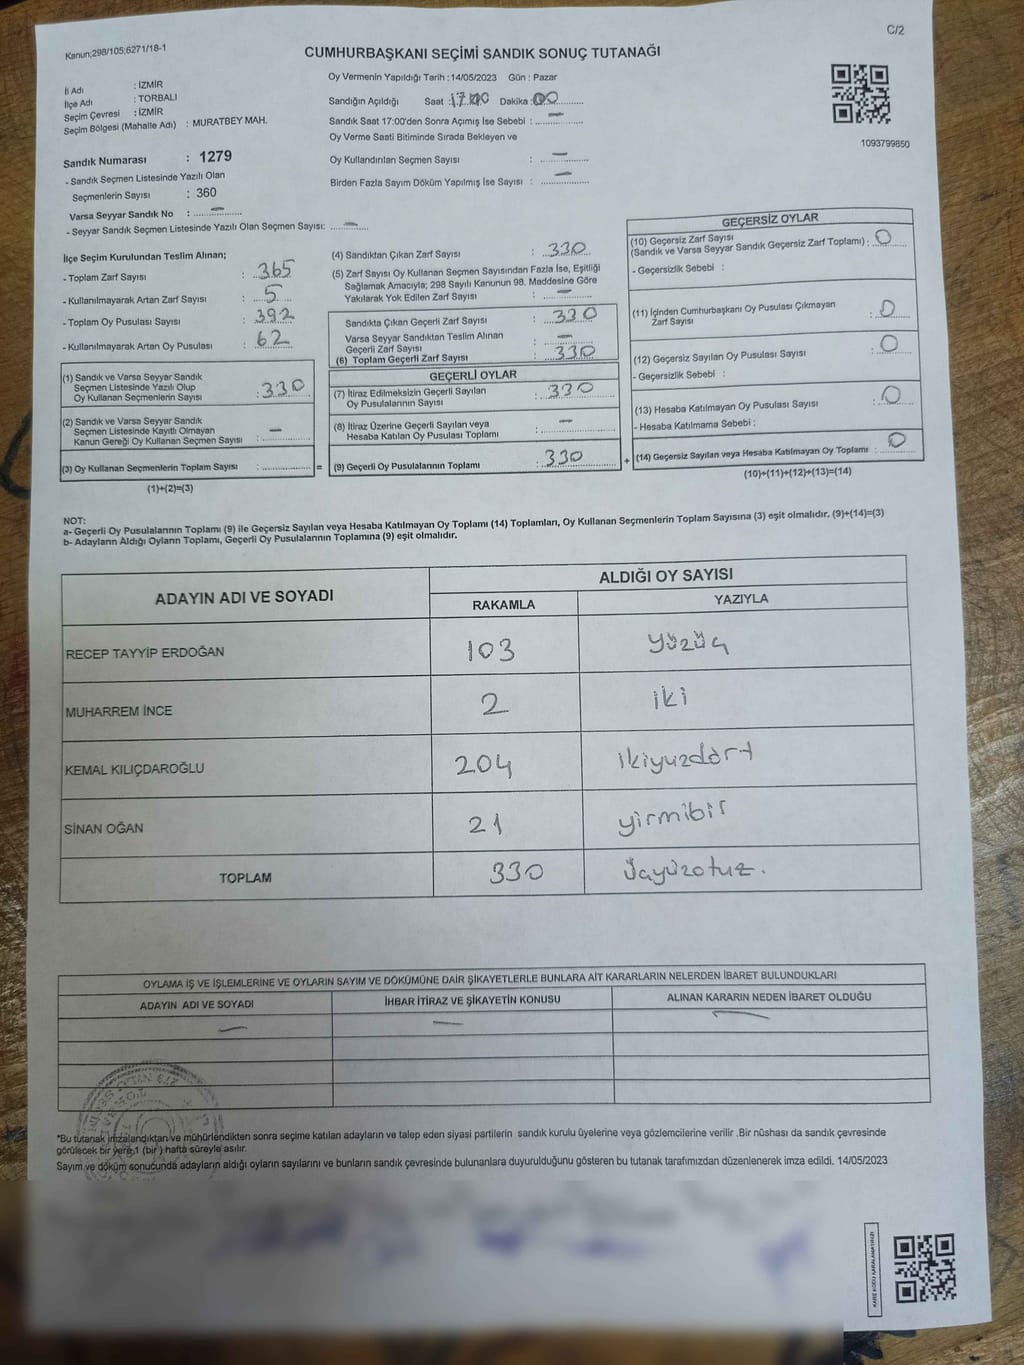 Kanun;298/105;6271/18-1
C/2
CUMHURBAŞKANI SEÇİMİ SANDIK SONUÇ TUTANAĞI
İl Adı : İZMİR
İlçe Adı : TORBALI
Seçim Çevresi : İZMİR
Seçim Bölgesi (Mahalle Adı) : MURATBEY MAH.
Sandık Numarası : 1279
- Sandık Seçmen Listesinde Yazılı Olan
Seçmenlerin Sayısı : 360
Varsa Seyyar Sandık No : –
- Seyyar Sandık Seçmen Listesinde Yazılı Olan Seçmen Sayısı: –
Oy Vermenin Yapıldığı Tarih : 14/05/2023 Gün : Pazar
Sandığın Açıldığı Saat : 17.00 Dakika : 00
Sandık Saat 17:00'den Sonra Açımış İse Sebebi : –
Oy Verme Saati Bitiminde Sırada Bekleyen ve
Oy Kullandırılan Seçmen Sayısı : –
Birden Fazla Sayım Döküm Yapılmış İse Sayısı : –
1093799850
İlçe Seçim Kurulundan Teslim Alınan;
- Toplam Zarf Sayısı : 365
- Kullanılmayarak Artan Zarf Sayısı : 5
- Toplam Oy Pusulası Sayısı : 392
- Kullanılmayarak Artan Oy Pusulası : 62
(1) Sandık ve Varsa Seyyar Sandık
Seçmen Listesinde Yazılı Olup
Oy Kullanan Seçmenlerin Sayısı : 330
(2) Sandık ve Varsa Seyyar Sandık
Seçmen Listesinde Kayıtlı Olmayan
Kanun Gereği Oy Kullanan Seçmen Sayısı : –
(3) Oy Kullanan Seçmenlerin Toplam Sayısı : =
(1)+(2)=(3)
(4) Sandıktan Çıkan Zarf Sayısı : 330
(5) Zarf Sayısı Oy Kullanan Seçmen Sayısından Fazla İse, Eşitliği
Sağlamak Amacıyla; 298 Sayılı Kanunun 98. Maddesine Göre
Yakılarak Yok Edilen Zarf Sayısı : –
Sandıkta Çıkan Geçerli Zarf Sayısı : 330
Varsa Seyyar Sandıktan Teslim Alınan
Geçerli Zarf Sayısı : –
(6) Toplam Geçerli Zarf Sayısı : 330
GEÇERLİ OYLAR
(7) İtiraz Edilmeksizin Geçerli Sayılan
Oy Pusulalarının Sayısı : 330
(8) İtiraz Üzerine Geçerli Sayılan veya
Hesaba Katılan Oy Pusulası Toplamı : –
(9) Geçerli Oy Pusulalarının Toplamı : 330 +
GEÇERSİZ OYLAR
(10) Geçersiz Zarf Sayısı
(Sandık ve Varsa Seyyar Sandık Geçersiz Zarf Toplamı) : 0
- Geçersizlik Sebebi :
(11) İçinden Cumhurbaşkanı Oy Pusulası Çıkmayan
Zarf Sayısı : 0
(12) Geçersiz Sayılan Oy Pusulası Sayısı : 0
- Geçersizlik Sebebi :
(13) Hesaba Katılmayan Oy Pusulası Sayısı : 0
- Hesaba Katılmama Sebebi :
(14) Geçersiz Sayılan veya Hesaba Katılmayan Oy Toplamı : 0
(10)+(11)+(12)+(13)=(14)
NOT:
a- Geçerli Oy Pusulalarının Toplamı (9) ile Geçersiz Sayılan veya Hesaba Katılmayan Oy Toplamı (14) Toplamları, Oy Kullanan Seçmenlerin Toplam Sayısına (3) eşit olmalıdır. (9)+(14)=(3)
b- Adayların Aldığı Oyların Toplamı, Geçerli Oy Pusulalarının Toplamına (9) eşit olmalıdır.
ADAYIN ADI VE SOYADI
ALDIĞI OY SAYISI
RAKAMLA YAZIYLA
RECEP TAYYİP ERDOĞAN 103 yüzüç
MUHARREM İNCE 2 iki
KEMAL KILIÇDAROĞLU 204 ikiyuzdört
SİNAN OĞAN 21 yirmibir
TOPLAM 330 üçyüzotuz.
OYLAMA İŞ VE İŞLEMLERİNE VE OYLARIN SAYIM VE DÖKÜMÜNE DAİR ŞİKAYETLERLE BUNLARA AİT KARARLARIN NELERDEN İBARET BULUNDUKLARI
ADAYIN ADI VE SOYADI İHBAR İTİRAZ VE ŞİKAYETİN KONUSU ALINAN KARARIN NEDEN İBARET OLDUĞU
– – –
*Bu tutanak imzalandıktan ve mühürlendikten sonra seçime katılan adayların ve talep eden siyasi partilerin sandık kurulu üyelerine veya gözlemcilerine verilir .Bir nüshası da sandık çevresinde
görülecek bir yere 1 (bir ) hafta süreyle asılır.
Sayım ve döküm sonucunda adayların aldığı oyların sayılarını ve bunların sandık çevresinde bulunanlara duyurulduğunu gösteren bu tutanak tarafımızdan düzenlenerek imza edildi. 14/05/2023